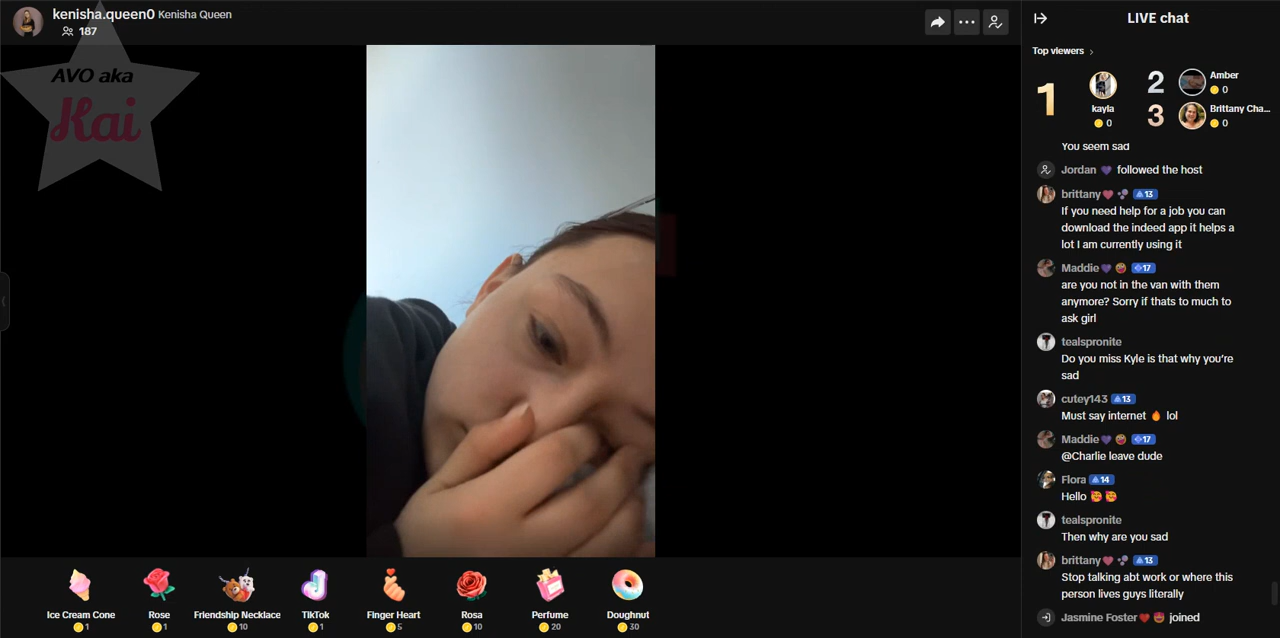 kenisha.queen0 Kenisha Queen
187
AVO aka
Kai
LIVE chat
Top viewers
1
kayla
0
2
Amber
0
3
Brittany Cha...
0
You seem sad
Jordan 💜 followed the host
brittany 13
If you need help for a job you can
download the indeed app it helps a
lot I am currently using it
Maddie💜 17
are you not in the van with them
anymore? Sorry if thats to much to
ask girl
tealspronite
Do you miss Kyle is that why you're
sad
cutey143 13
Must say internet 🔥 lol
Maddie💜 17
@Charlie leave dude
Flora 14
Hello 🥰 🥰
tealspronite
Then why are you sad
brittany 13
Stop talking abt work or where this
person lives guys literally
Jasmine Foster joined
Ice Cream Cone
1
Rose
1
Friendship Necklace
10
TikTok
1
Finger Heart
5
Rosa
10
Perfume
20
Doughnut
30